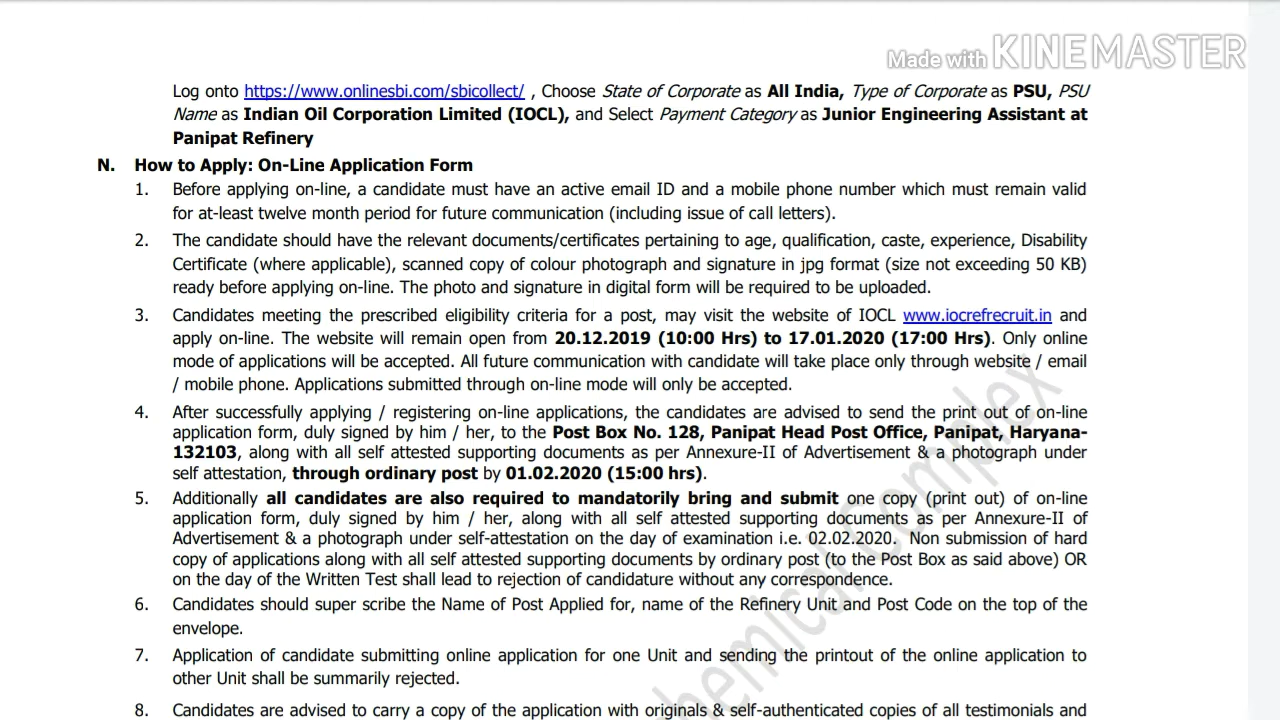 Made with KINEMASTER
Log onto https://www.onlinesbi.com/sbicollect/ , Choose State of Corporate as All India, Type of Corporate as PSU, PSU
Name as Indian Oil Corporation Limited (IOCL), and Select Payment Category as Junior Engineering Assistant at
Panipat Refinery
N. How to Apply: On-Line Application Form
1. Before applying on-line, a candidate must have an active email ID and a mobile phone number which must remain valid
for at-least twelve month period for future communication (including issue of call letters).
2. The candidate should have the relevant documents/certificates pertaining to age, qualification, caste, experience, Disability
Certificate (where applicable), scanned copy of colour photograph and signature in jpg format (size not exceeding 50 KB)
ready before applying on-line. The photo and signature in digital form will be required to be uploaded.
3. Candidates meeting the prescribed eligibility criteria for a post, may visit the website of IOCL www.iocrefrecruit.in and
apply on-line. The website will remain open from 20.12.2019 (10:00 Hrs) to 17.01.2020 (17:00 Hrs). Only online
mode of applications will be accepted. All future communication with candidate will take place only through website / email
/ mobile phone. Applications submitted through on-line mode will only be accepted.
4. After successfully applying / registering on-line applications, the candidates are advised to send the print out of on-line
application form, duly signed by him / her, to the Post Box No. 128, Panipat Head Post Office, Panipat, Haryana-
132103, along with all self attested supporting documents as per Annexure-II of Advertisement & a photograph under
self attestation, through ordinary post by 01.02.2020 (15:00 hrs).
5. Additionally all candidates are also required to mandatorily bring and submit one copy (print out) of on-line
application form, duly signed by him / her, along with all self attested supporting documents as per Annexure-II of
Advertisement & a photograph under self-attestation on the day of examination i.e. 02.02.2020. Non submission of hard
copy of applications along with all self attested supporting documents by ordinary post (to the Post Box as said above) OR
on the day of the Written Test shall lead to rejection of candidature without any correspondence.
6. Candidates should super scribe the Name of Post Applied for, name of the Refinery Unit and Post Code on the top of the
envelope.
7. Application of candidate submitting online application for one Unit and sending the printout of the online application to
other Unit shall be summarily rejected.
8. Candidates are advised to carry a copy of the application with originals & self-authenticated copies of all testimonials and
hemical Complex